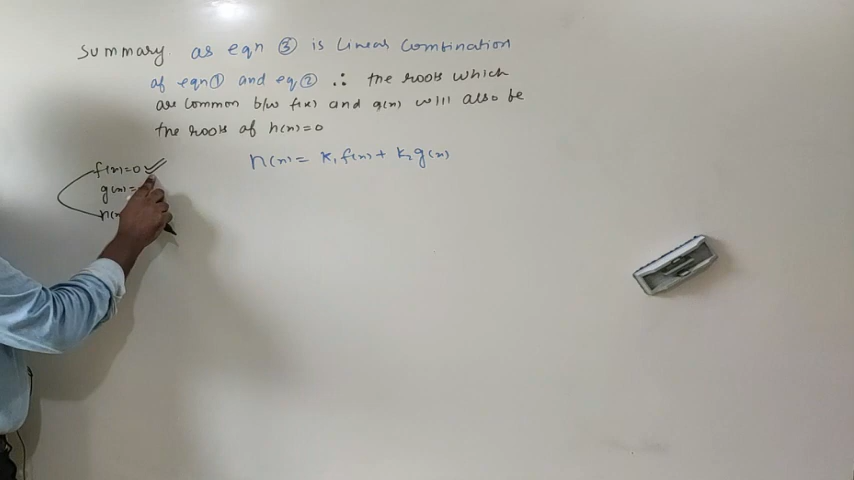 Summary as eqn ③ is Linear Combination
of eqn① and eq② ∴ the roots which
are common b/w f(x) and g(x) will also be
the roots of h(x)=0
h(x) = K₁f(x) + K₂g(x)
f(x)=0
g(x)=
h(x